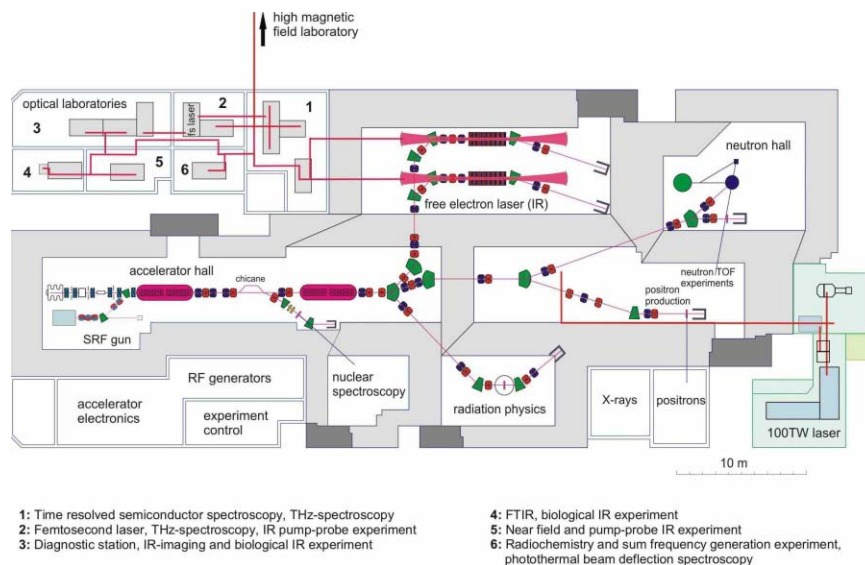 high magnetic
field laboratory
optical laboratories
3
fs laser
2
1
4
5
6
free electron laser (IR)
neutron hall
accelerator hall
chicane
SRF gun
nuclear
spectroscopy
positron
production
neutron TOF
experiments
RF generators
accelerator
electronics
experiment
control
radiation physics
X-rays
positrons
100TW laser
10 m
1: Time resolved semiconductor spectroscopy, THz-spectroscopy
2: Femtosecond laser, THz-spectroscopy, IR pump-probe experiment
3: Diagnostic station, IR-imaging and biological IR experiment
4: FTIR, biological IR experiment
5: Near field and pump-probe IR experiment
6: Radiochemistry and sum frequency generation experiment,
photothermal beam deflection spectroscopy